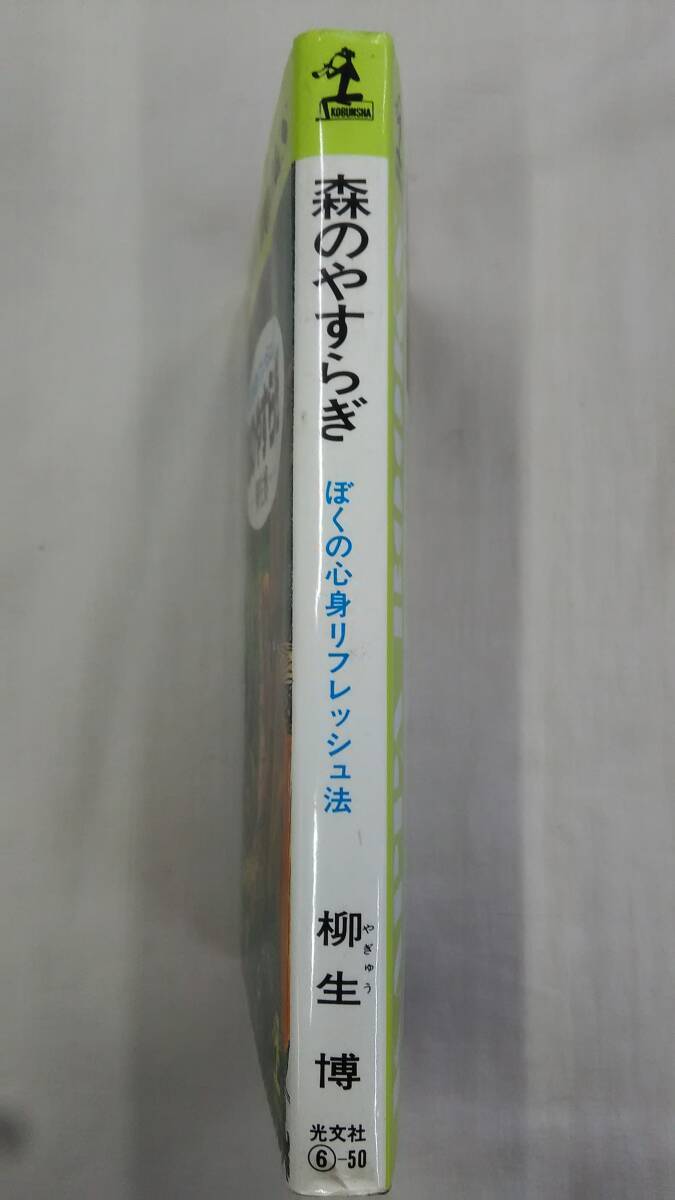 KOBUNSHA
森のやすらぎ
ぼくの心身リフレッシュ法
柳生 博
やぎゅう
光文社
⑥-50